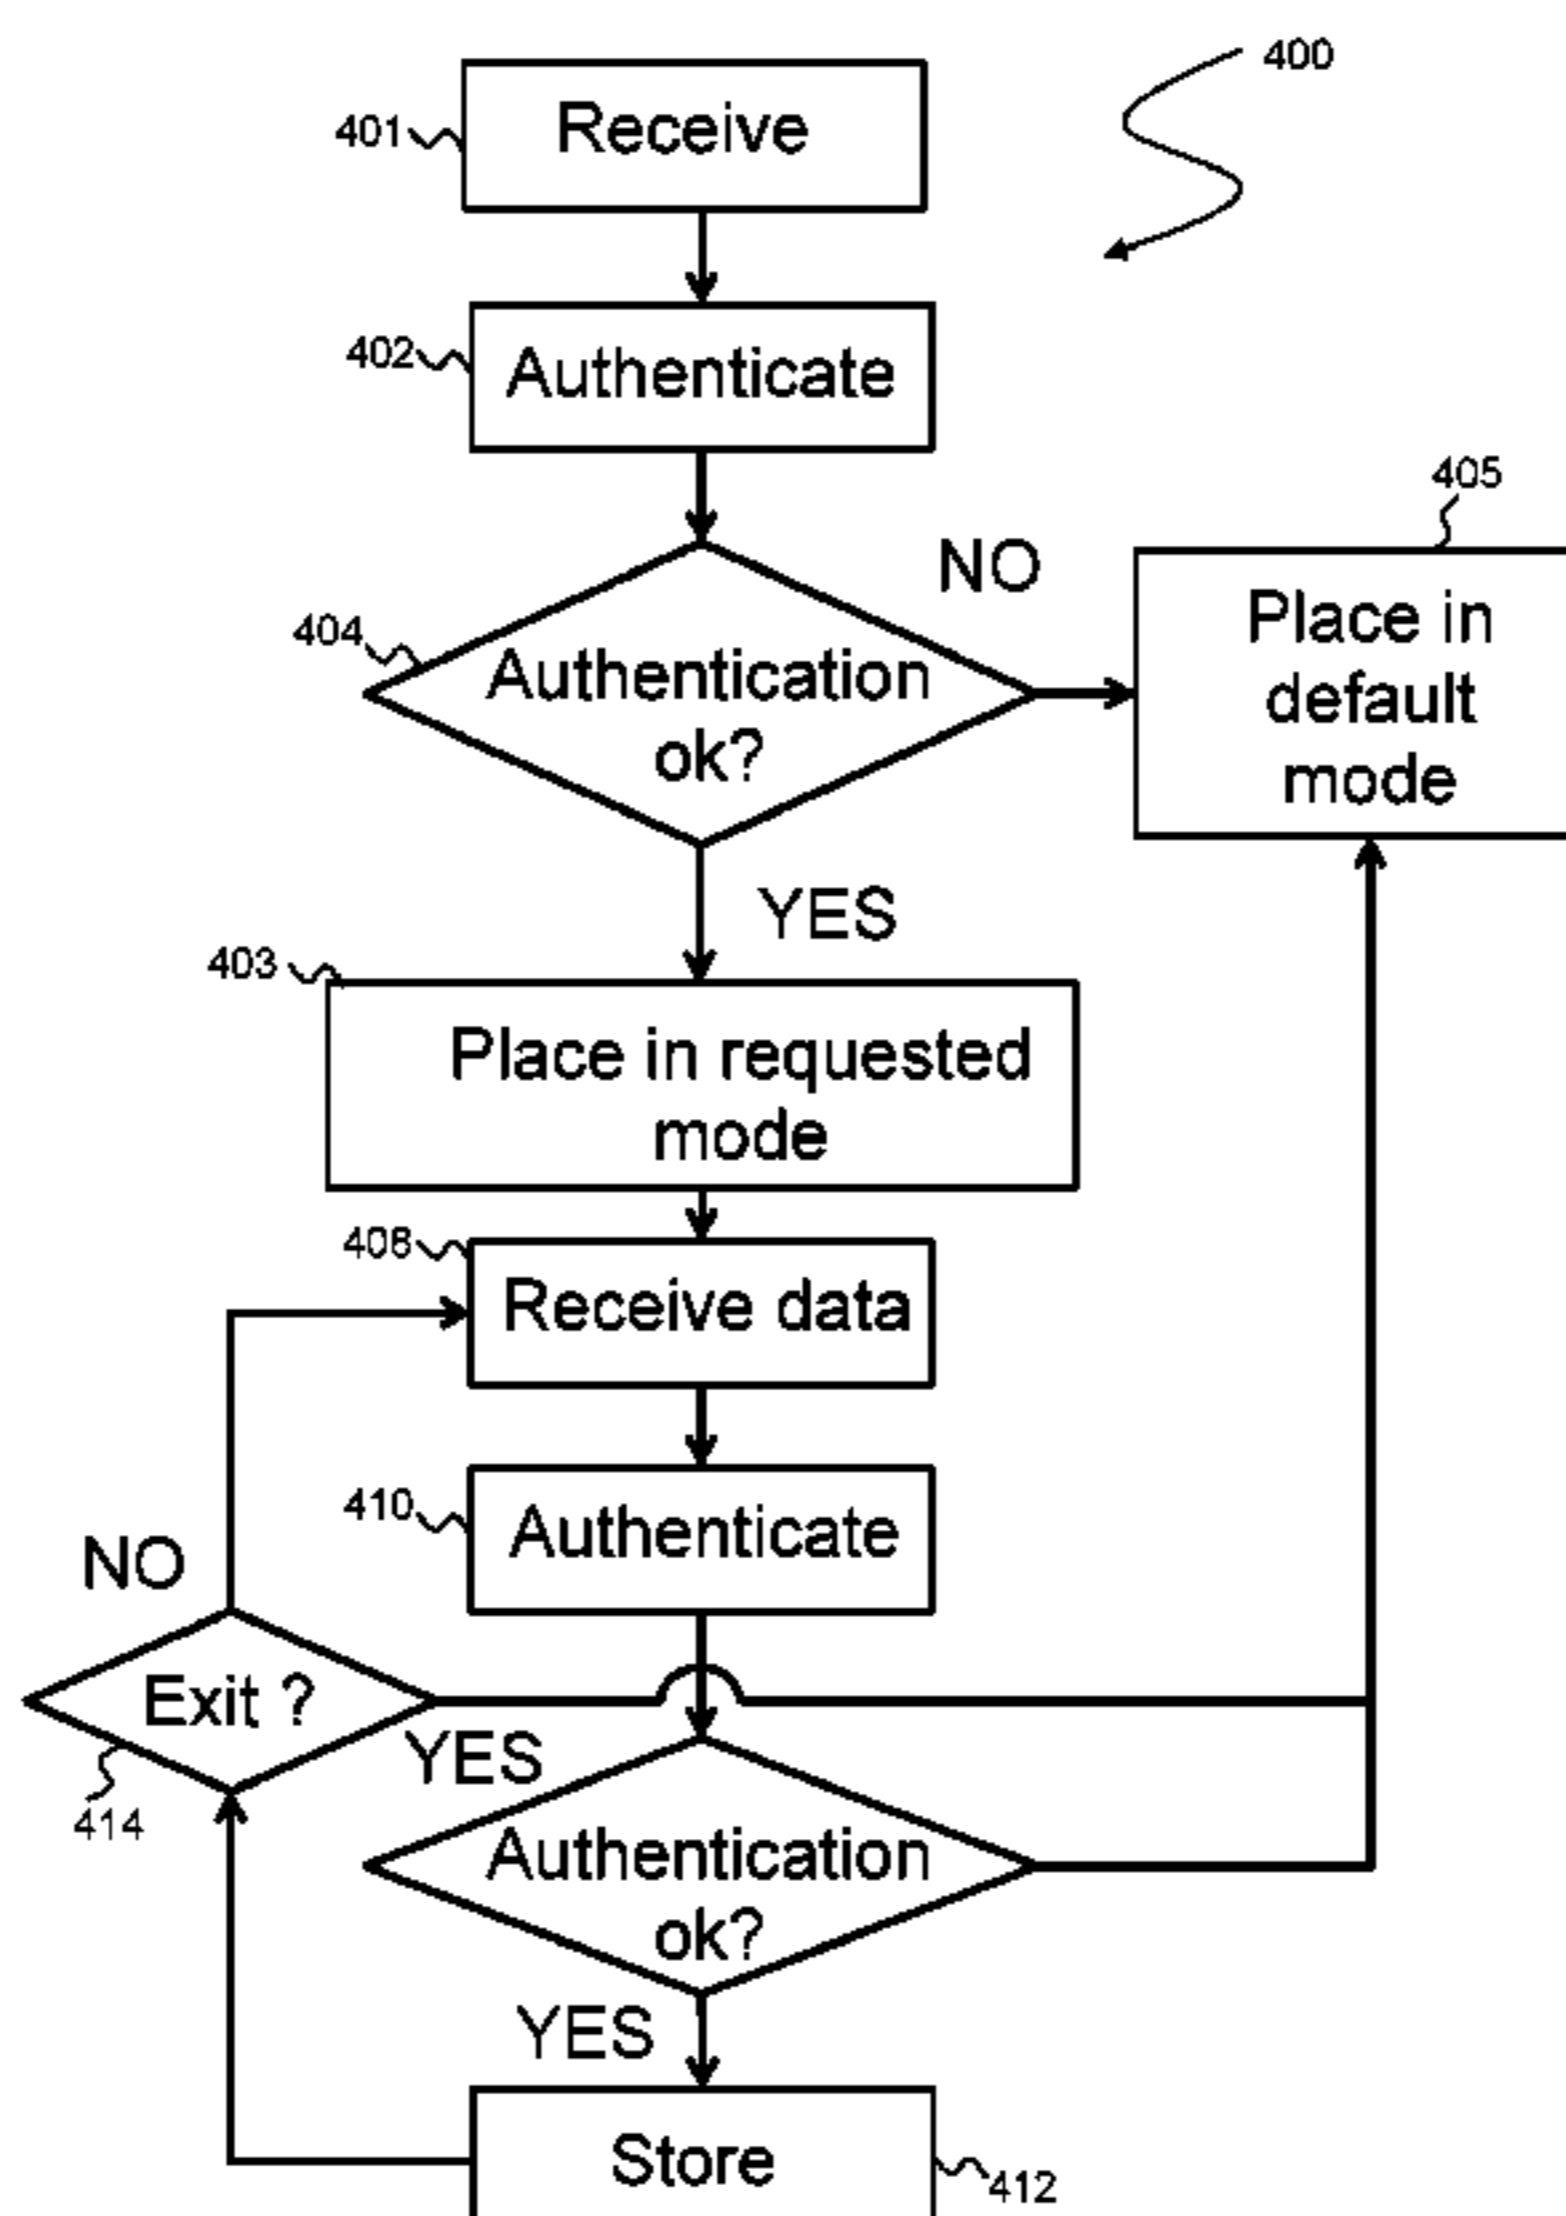 400
401
Receive
402
Authenticate
405
NO
Place in
default
mode
404
Authentication
ok?
YES
403
Place in requested
mode
408
Receive data
410
Authenticate
NO
Exit ?
YES
414
Authentication
ok?
YES
Store
412